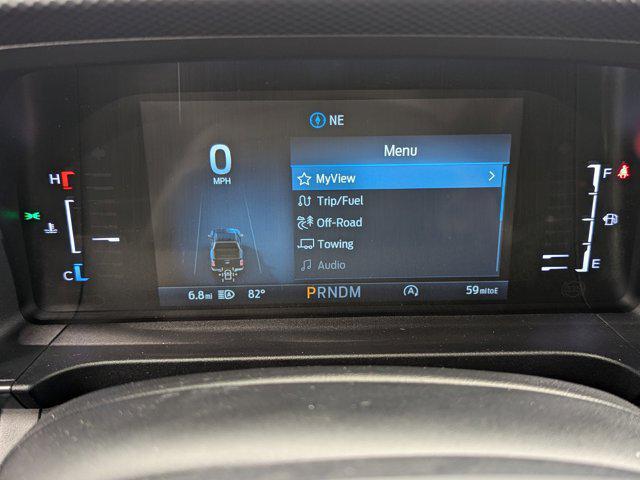 NE
0
MPH
Menu
MyView
Trip/Fuel
Off-Road
Towing
Audio
H
C
F
E
6.8mi 82° PRNDM A 59mitoE